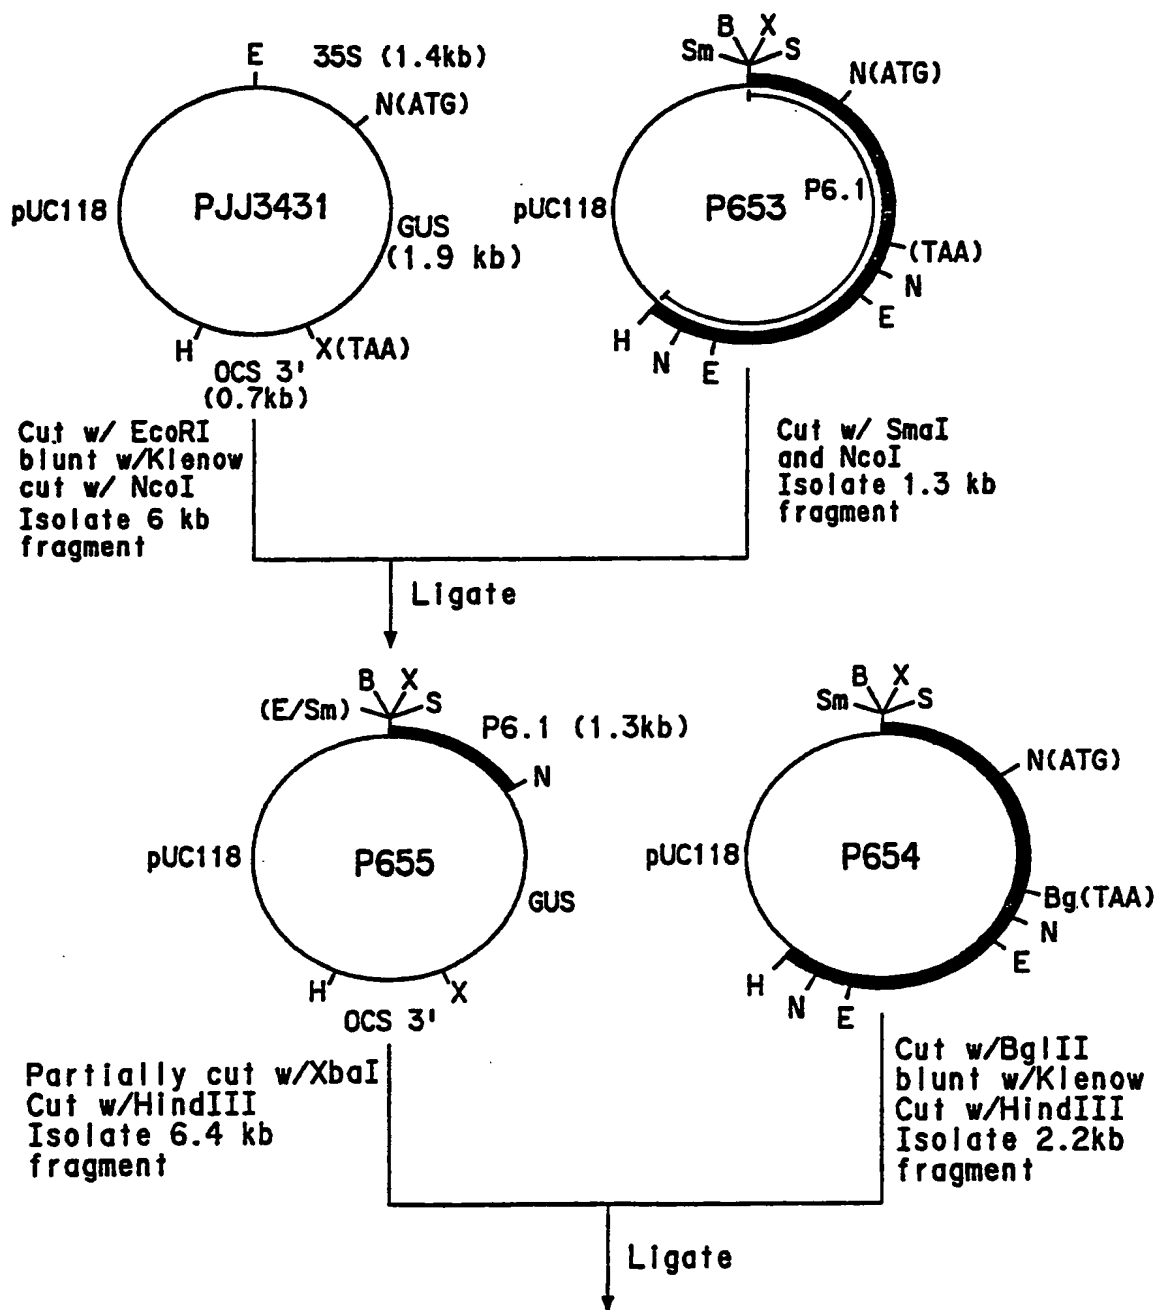 E
35S (1.4kb)
N(ATG)
pUC118
PJJ3431
GUS
(1.9 kb)
H
X(TAA)
OCS 3'
(0.7kb)
B
X
Sm
S
N(ATG)
pUC118
P653
P6.1
(TAA)
N
E
H
N
E
Cut w/ EcoRI
blunt w/Klenow
cut w/ NcoI
Isolate 6 kb
fragment
Cut w/ SmaI
and NcoI
Isolate 1.3 kb
fragment
Ligate
B
X
(E/Sm)
S
P6.1 (1.3kb)
N
pUC118
P655
GUS
H
X
OCS 3'
B
X
Sm
S
N(ATG)
pUC118
P654
Bg(TAA)
N
E
H
N
E
Partially cut w/XbaI
Cut w/HindIII
Isolate 6.4 kb
fragment
Cut w/BglII
blunt w/Klenow
Cut w/HindIII
Isolate 2.2kb
fragment
Ligate